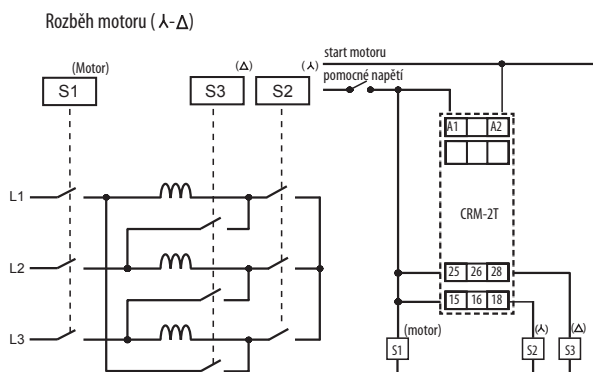 Rozběh motoru (⅄-Δ)
(Motor)
S1
(Δ)
S3
(⅄)
S2
start motoru
pomocné napětí
A1 A2
CRM-2T
25 26 28
15 16 18
L1
L2
L3
(motor)
S1
(⅄)
S2
(Δ)
S3